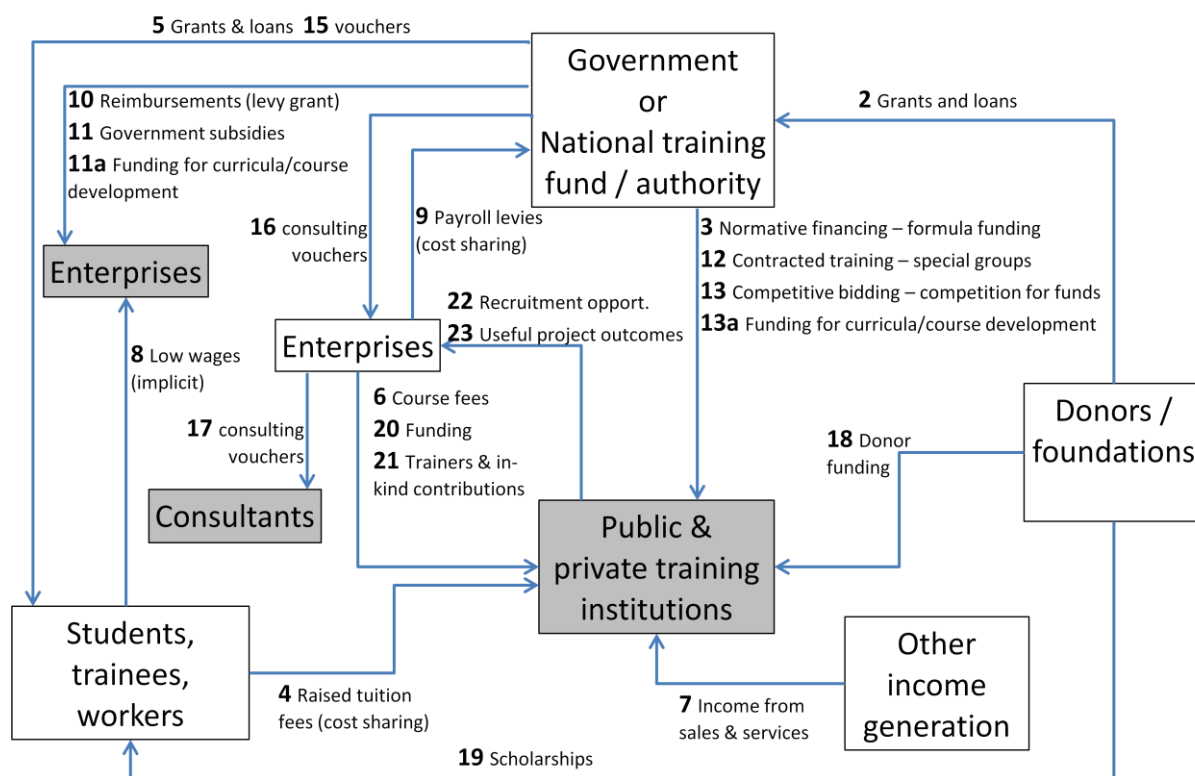 5 Grants & loans 15 vouchers
Government
or
National training
fund / authority
2 Grants and loans
10 Reimbursements (levy grant)
11 Government subsidies
11a Funding for curricula/course
development
16 consulting
vouchers
9 Payroll levies
(cost sharing)
3 Normative financing – formula funding
12 Contracted training – special groups
13 Competitive bidding – competition for funds
13a Funding for curricula/course development
Enterprises
22 Recruitment opport.
23 Useful project outcomes
Enterprises
8 Low wages
(implicit)
6 Course fees
20 Funding
21 Trainers & in-
kind contributions
17 consulting
vouchers
Donors /
foundations
18 Donor
funding
Consultants
Public &
private training
institutions
Students,
trainees,
workers
4 Raised tuition
fees (cost sharing)
Other
income
generation
7 Income from
sales & services
19 Scholarships